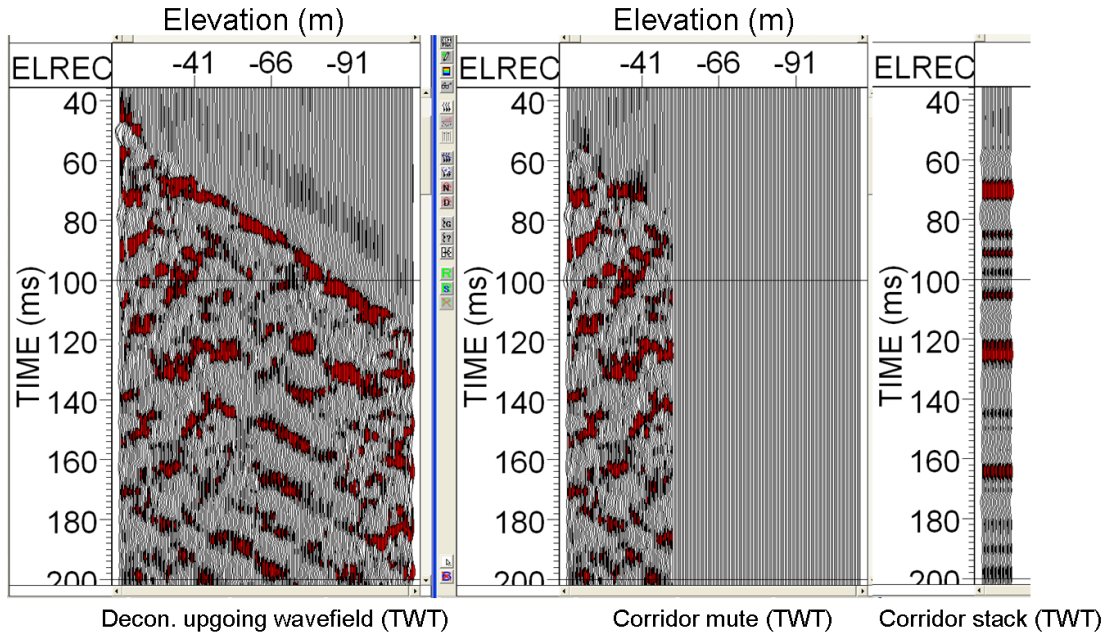 Elevation (m) Elevation (m)
ELREC -41 -66 -91 ELREC -41 -66 -91 ELREC
40 40 40
60 60 60
80 80 80
100 100 100
120 120 120
140 140 140
160 160 160
180 180 180
200 200 200
TIME (ms) TIME (ms) TIME (ms)
N
D
R
S
B
Decon. upgoing wavefield (TWT) Corridor mute (TWT) Corridor stack (TWT)